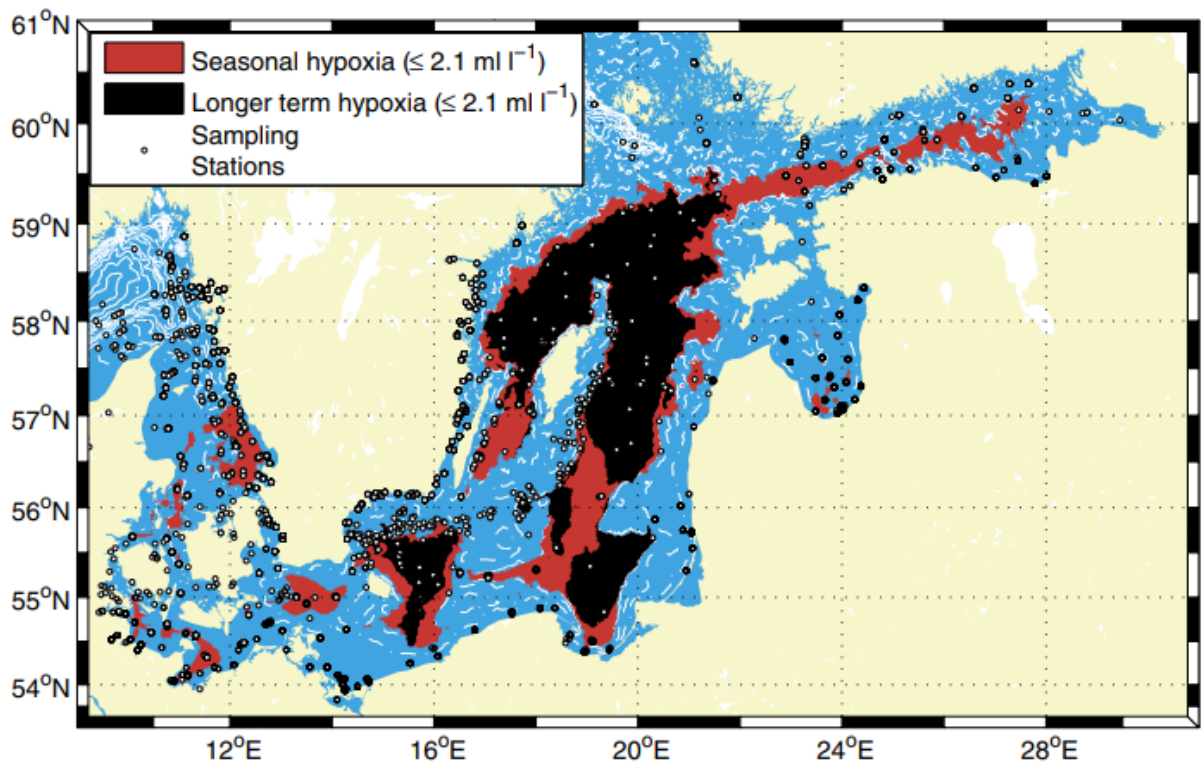 61°N
Seasonal hypoxia (≤ 2.1 ml l⁻¹)
Longer term hypoxia (≤ 2.1 ml l⁻¹)
Sampling
Stations
60°N
59°N
58°N
57°N
56°N
55°N
54°N
12°E 16°E 20°E 24°E 28°E